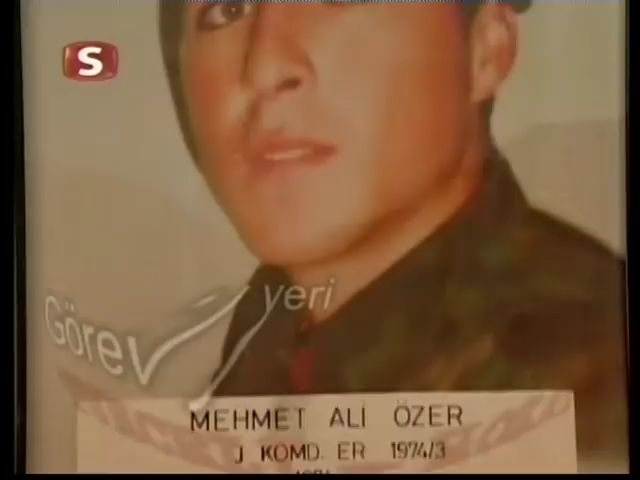 S
Görev yeri
MEHMET ALİ ÖZER
J KOMD. ER 1974/3